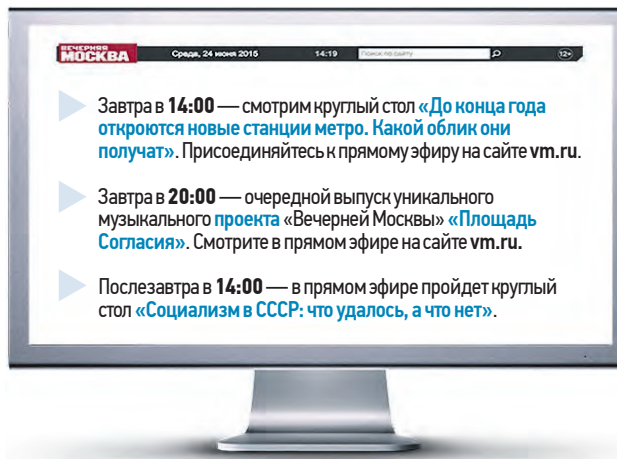 ВЕЧЕРНЯЯ
МОСКВА
Среда, 24 июня 2015 14:19 Поиск по сайту 12+
Завтра в 14:00 — смотрим круглый стол «До конца года
откроются новые станции метро. Какой облик они
получат». Присоединяйтесь к прямому эфиру на сайте vm.ru.
Завтра в 20:00 — очередной выпуск уникального
музыкального проекта «Вечерней Москвы» «Площадь
Согласия». Смотрите в прямом эфире на сайте vm.ru.
Послезавтра в 14:00 — в прямом эфире пройдет круглый
стол «Социализм в СССР: что удалось, а что нет».